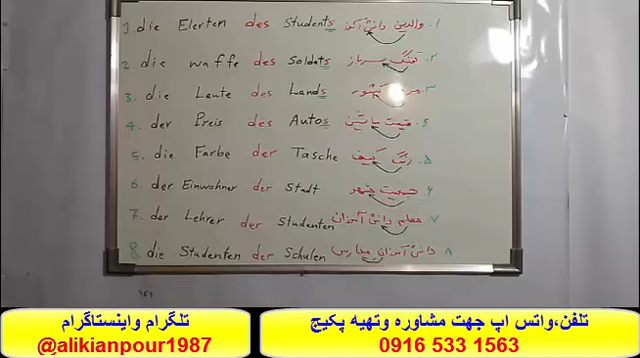 1. die Elerten des Students والدین دانش آموز ۱.
2. die waffe des Soldats تفنگ سرباز ۲.
3. die Leute des Lands مردم کشور ۳.
4. der Preis des Autos قیمت ماشین ۴.
5. die Farbe der Tasche رنگ کیف ۵.
6. der Einwohner der Stadt جمعیت شهر ۶.
7. der Lehrer der Studenten معلم دانش آموزان ۷
8. die Studenten der Schulen دانش آموزان مدارس ۸.
تلگرام واینستاگرام
@alikianpour1987
تلفن،واتس اپ جهت مشاوره وتهیه پکیج
0916 533 1563